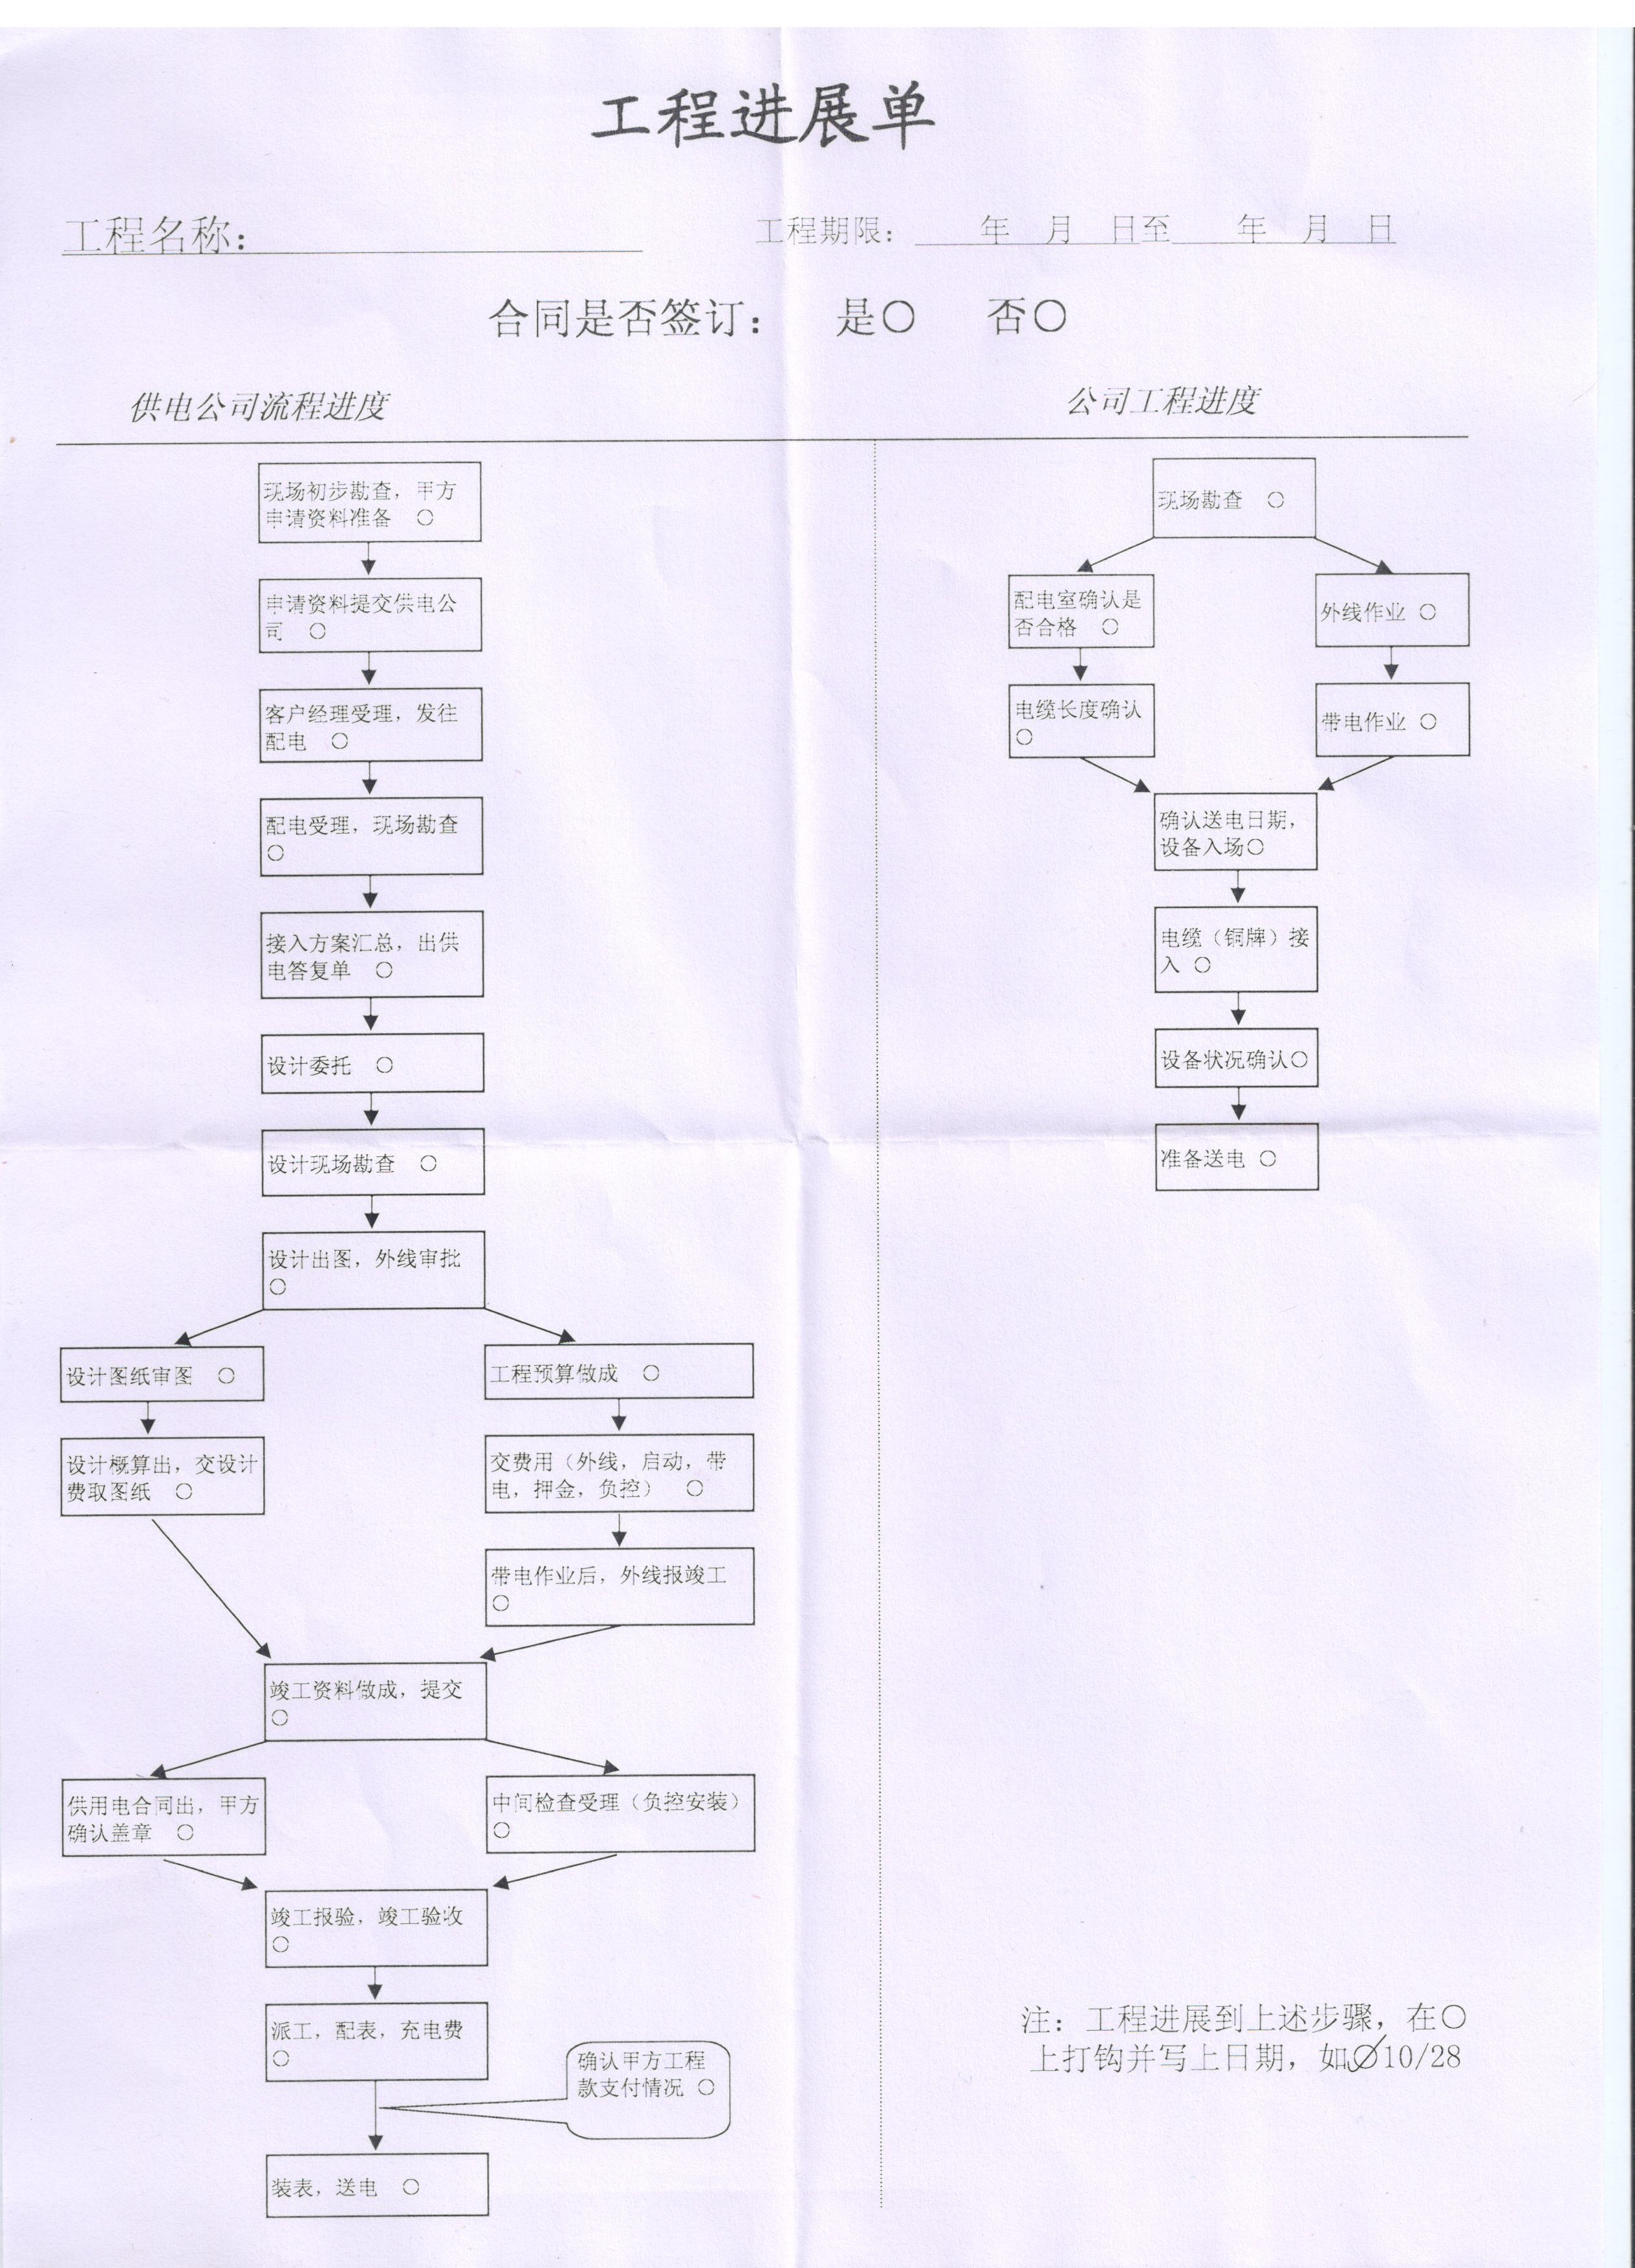 工程进展单
工程名称：
工程期限： 年 月 日至 年 月 日
合同是否签订： 是○ 否○
供电公司流程进度
公司工程进度
现场初步勘查，甲方
申请资料准备 ○
申请资料提交供电公
司 ○
客户经理受理，发往
配电 ○
配电受理，现场勘查
○
接入方案汇总，出供
电答复单 ○
设计委托 ○
设计现场勘查 ○
设计出图，外线审批
○
设计图纸审图 ○
设计概算出，交设计
费取图纸 ○
工程预算做成 ○
交费用（外线，启动，带
电，押金，负控） ○
带电作业后，外线报竣工
○
竣工资料做成，提交
○
供用电合同出，甲方
确认盖章 ○
中间检查受理（负控安装）
○
竣工报验，竣工验收
○
派工，配表，充电费
○
确认甲方工程
款支付情况 ○
装表，送电 ○
现场勘查 ○
配电室确认是
否合格 ○
电缆长度确认
○
外线作业 ○
带电作业 ○
确认送电日期，
设备入场○
电缆（铜牌）接
入 ○
设备状况确认○
准备送电 ○
注：工程进展到上述步骤，在○
上打钩并写上日期，如○10/28